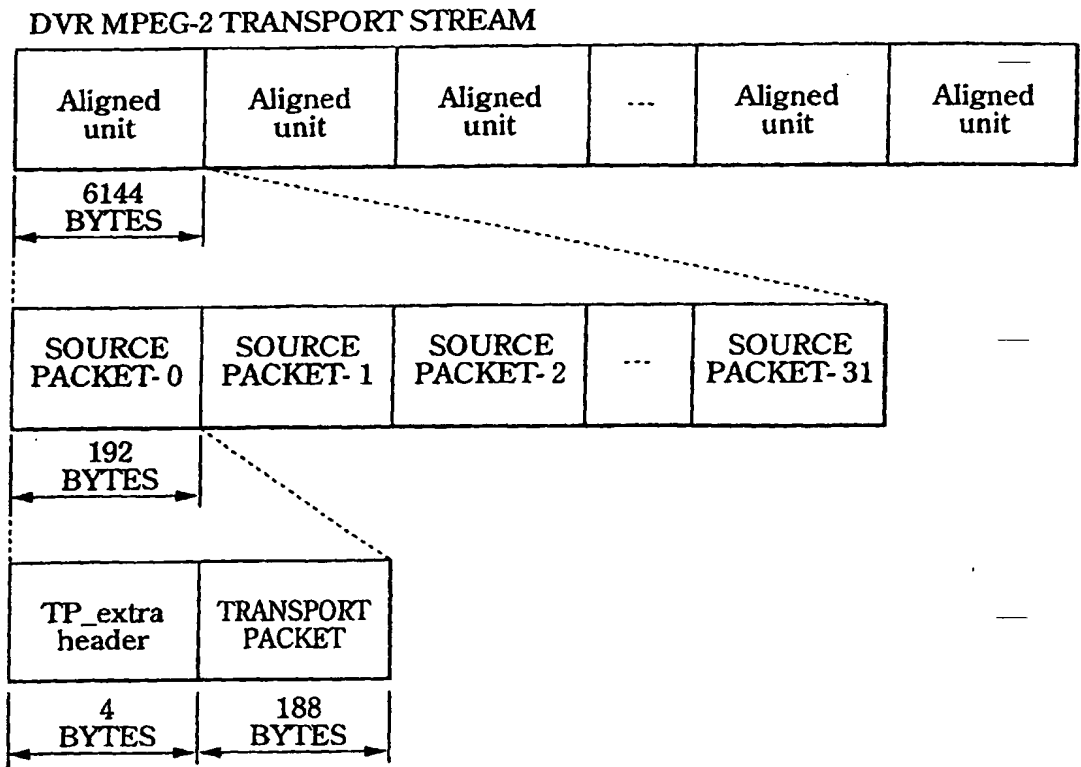 DVR MPEG-2 TRANSPORT STREAM
Aligned unit
Aligned unit
Aligned unit
---
Aligned unit
Aligned unit
6144 BYTES
SOURCE PACKET- 0
SOURCE PACKET- 1
SOURCE PACKET- 2
---
SOURCE PACKET- 31
192 BYTES
TP_extra header
TRANSPORT PACKET
4 BYTES
188 BYTES